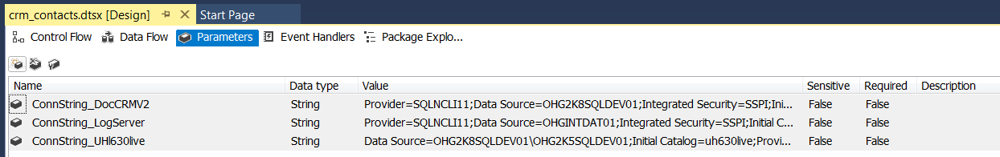 crm_contacts.dtsx [Design] Start Page
Control Flow Data Flow Parameters Event Handlers Package Explo...
Name Data type Value Sensitive Required Description
ConnString_DocCRMV2 String Provider=SQLNCLI11;Data Source=OHG2K8SQLDEV01;Integrated Security=SSPI;Ini... False False
ConnString_LogServer String Provider=SQLNCLI11;Data Source=OHGINTDAT01;Integrated Security=SSPI;Initial C... False False
ConnString_UHl630live String Data Source=OHG2K8SQLDEV01\OHG2K5SQLDEV01;Initial Catalog=uh630live;Provi... False False